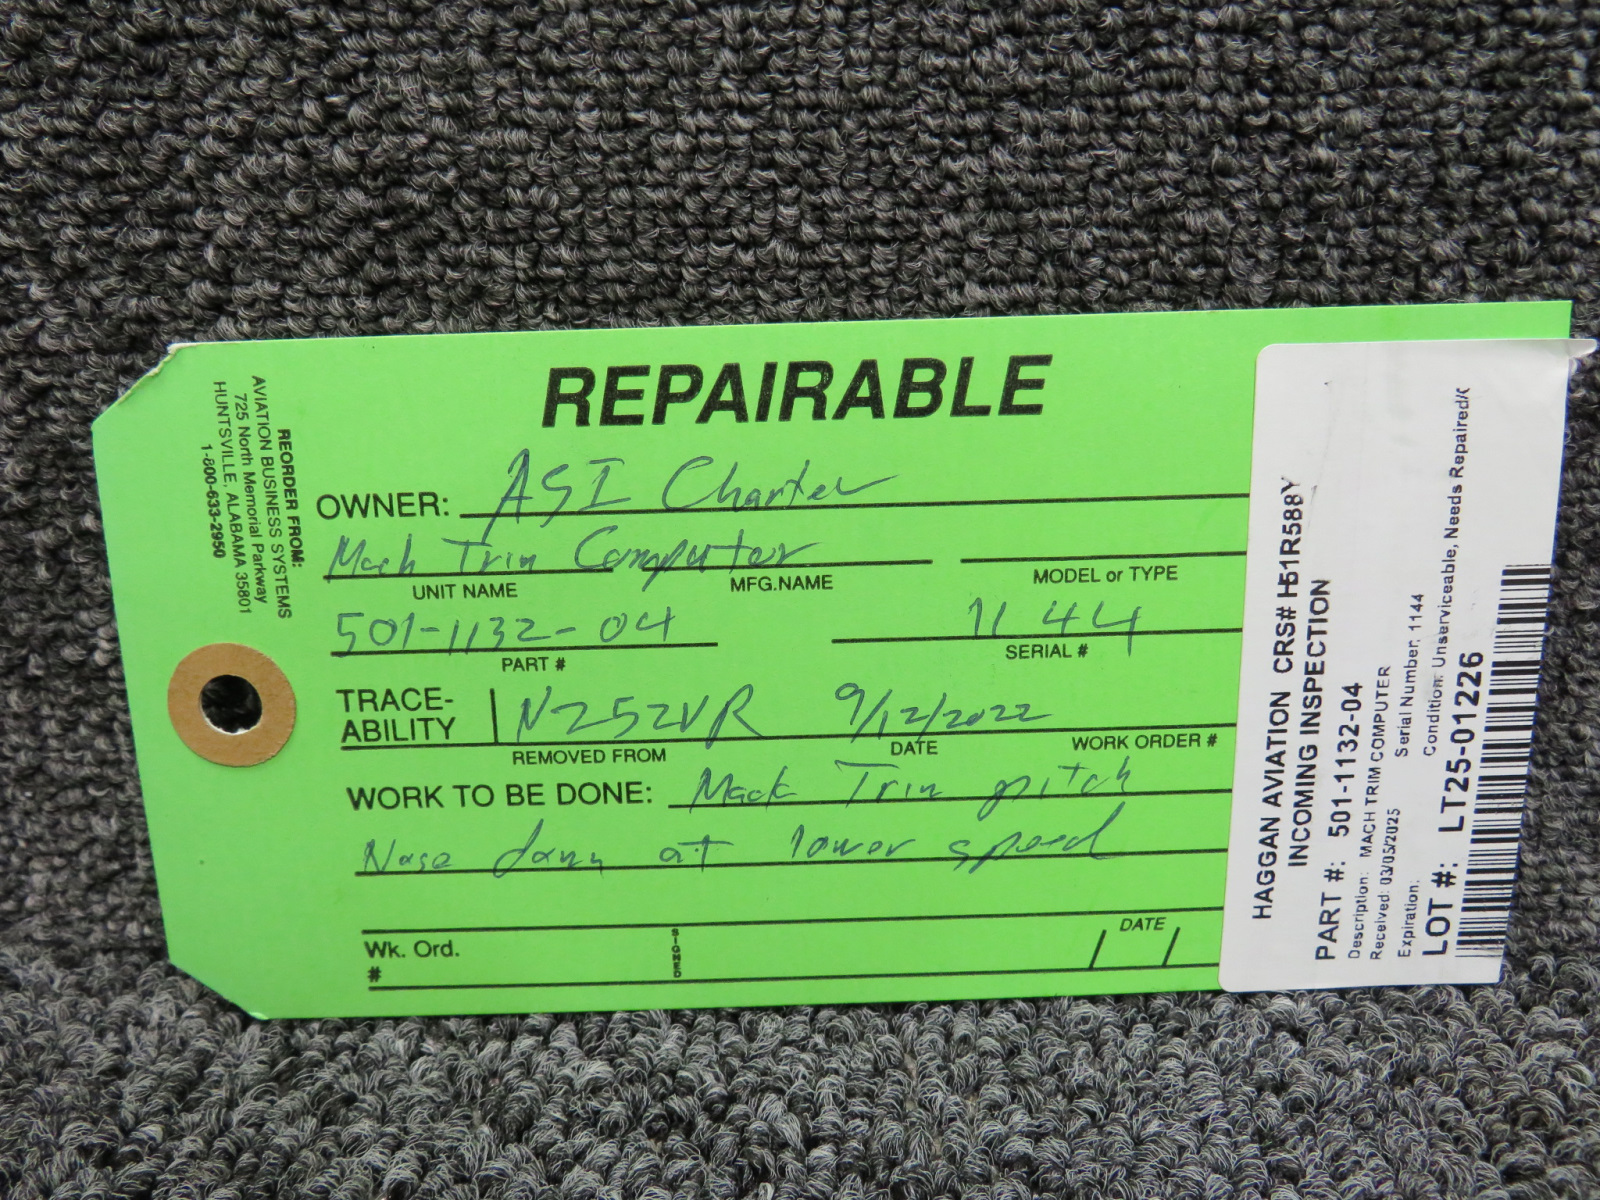 REPAIRABLE
REORDER FROM:
AVIATION BUSINESS SYSTEMS
725 North Memorial Parkway
HUNTSVILLE, ALABAMA 35801
1-800-633-2950
OWNER: ASI Charter
Mach Trim Computer
UNIT NAME MFG.NAME MODEL or TYPE
501-1132-04 1144
PART # SERIAL #
TRACE-
ABILITY N252VR 9/12/2022
REMOVED FROM DATE WORK ORDER #
WORK TO BE DONE: Mach Trim pitch
Nose down at lower speed
Wk. Ord. SIGNED DATE
#
HAGGAN AVIATION CRS# H51R588Y
INCOMING INSPECTION
PART #: 501-1132-04
Description: MACH TRIM COMPUTER
Received: 03/05/2025 Serial Number: 1144
Expiration: Condition: Unserviceable, Needs Repaired/
LOT #: LT25-01226